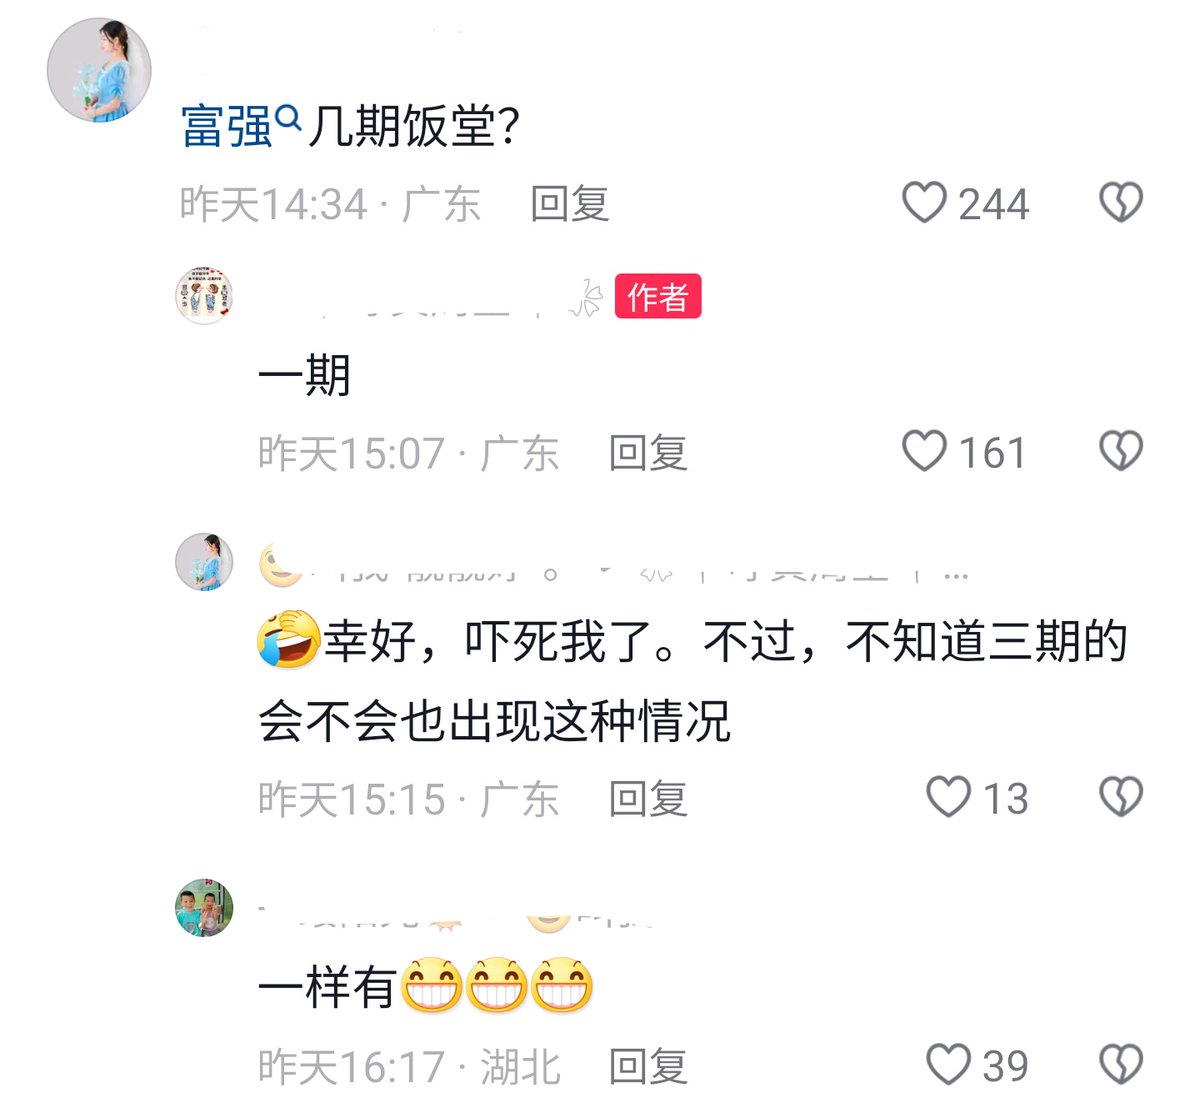 富强几期饭堂？
昨天14:34 · 广东 回复 244
作者
一期
昨天15:07 · 广东 回复 161
幸好，吓死我了。不过，不知道三期的
会不会也出现这种情况
昨天15:15 · 广东 回复 13
一样有😁😁😁
昨天16:17 · 湖北 回复 39